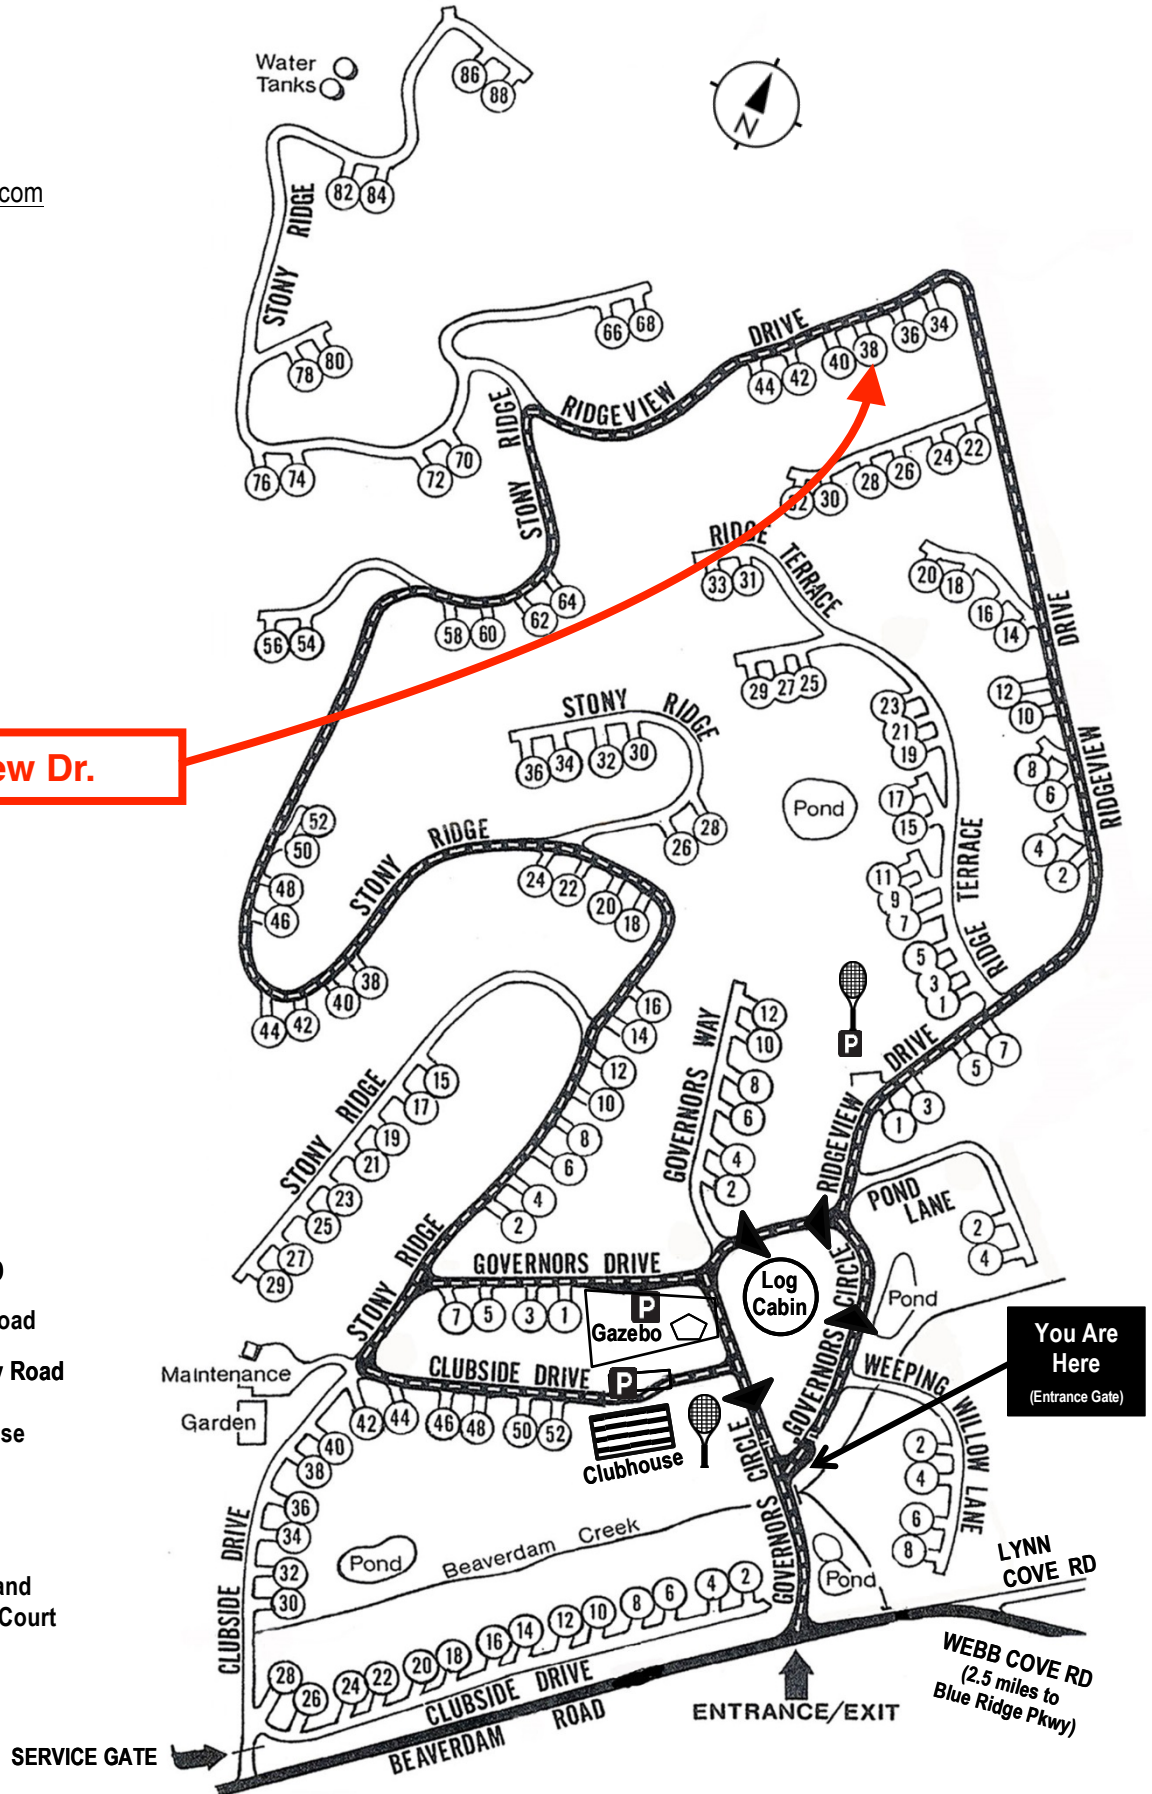 Water
Tanks
86
88
N
com
82
84
STONY RIDGE
78
80
66
68
DRIVE
34
36
38
40
42
44
RIDGEVIEW
RIDGE
STONY
76
74
72
70
22
24
26
28
30
32
RIDGE
TERRACE
33
31
20
18
16
14
DRIVE
56
54
58
60
62
64
29
27
25
12
10
STONY RIDGE
36
34
32
30
23
21
19
ew Dr.
8
6
RIDGEVIEW
Pond
17
15
52
50
48
46
RIDGE
STONY
28
26
24
22
20
18
4
2
TERRACE
RIDGE
11
9
7
5
3
1
44
42
40
38
16
14
12
10
8
6
4
2
GOVERNORS WAY
12
10
8
6
4
2
P
DRIVE
7
5
3
1
RIDGEVIEW
STONY RIDGE
15
17
19
21
23
25
27
29
POND
LANE
2
4
STONY RIDGE
GOVERNORS DRIVE
7
5
3
1
P
Gazebo
Log
Cabin
GOVERNORS CIRCLE
Pond
You Are
Here
(Entrance Gate)
oad
y Road
se
and
Court
Maintenance
Garden
CLUBSIDE DRIVE
P
42
44
46
48
50
52
Clubhouse
GOVERNORS CIRCLE
WEEPING
WILLOW LANE
2
4
6
8
40
38
36
34
32
30
CLUBSIDE DRIVE
Pond
Beaverdam Creek
Pond
LYNN
COVE RD
28
26
24
22
20
18
16
14
12
10
8
6
4
2
CLUBSIDE DRIVE
BEAVERDAM ROAD
WEBB COVE RD
(2.5 miles to
Blue Ridge Pkwy)
ENTRANCE/EXIT
SERVICE GATE